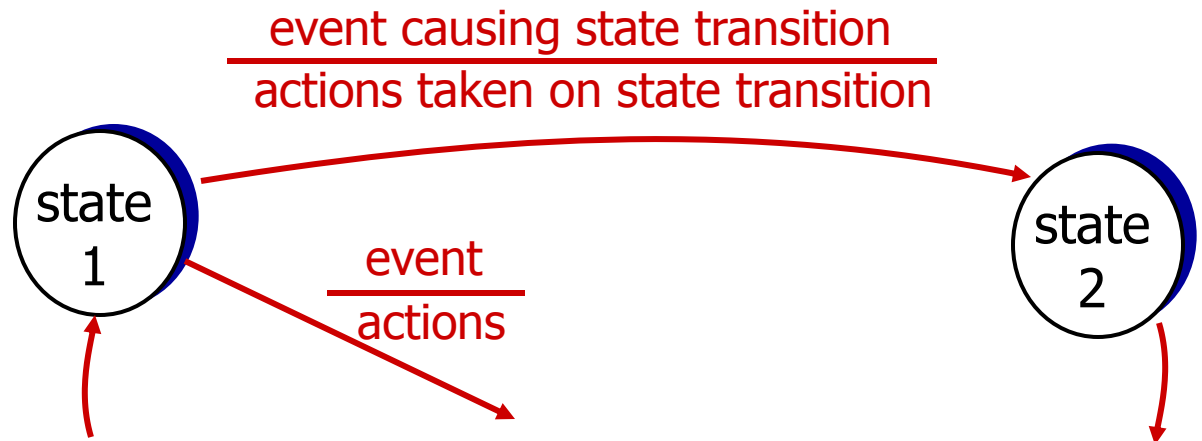 event causing state transition
actions taken on state transition
state
1
state
2
event
actions